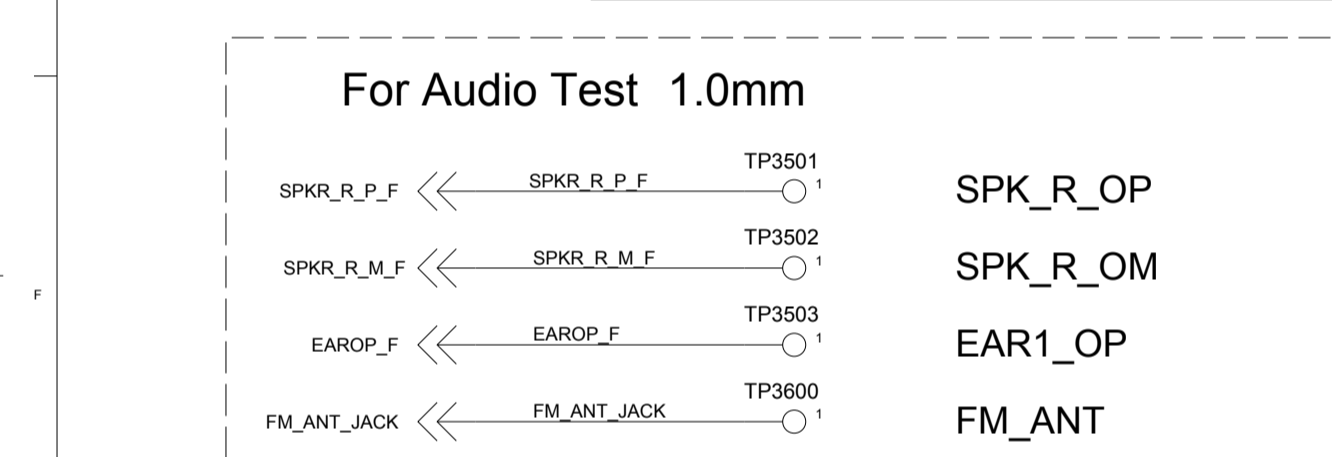 For Audio Test 1.0mm
TP3501
SPKR_R_P_F SPKR_R_P_F 1 SPK_R_OP
TP3502
SPKR_R_M_F SPKR_R_M_F 1 SPK_R_OM
F
TP3503
EAROP_F EAROP_F 1 EAR1_OP
TP3600
FM_ANT_JACK FM_ANT_JACK 1 FM_ANT